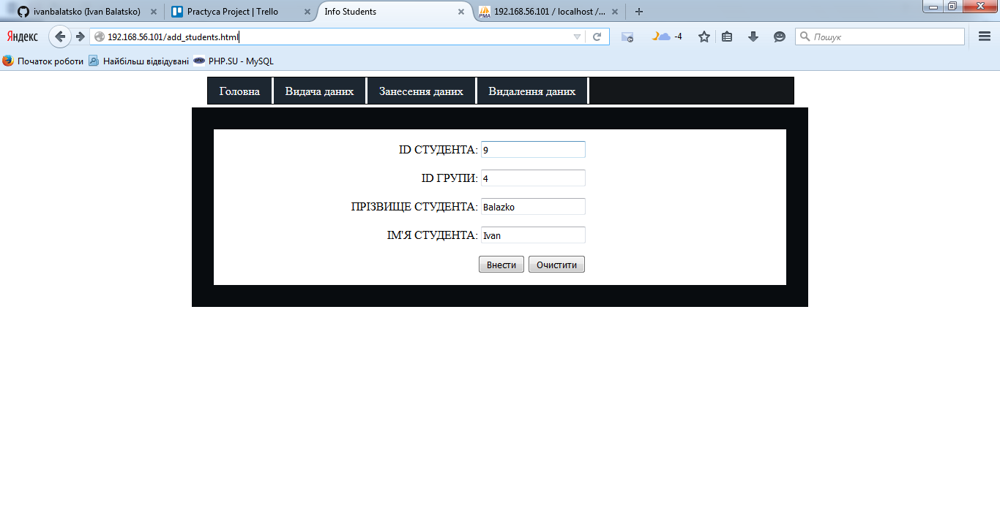 ivanbalatsko (Ivan Balatsko) Practyca Project | Trello Info Students 192.168.56.101 / localhost /...
Яндекс 192.168.56.101/add_students.html -4 Пошук
Початок роботи Найбільш відвідувані PHP.SU - MySQL
Головна Видача даних Занесення даних Видалення даних
ID СТУДЕНТА: 9
ID ГРУПИ: 4
ПРІЗВИЩЕ СТУДЕНТА: Balazko
ІМ'Я СТУДЕНТА: Ivan
Внести Очистити